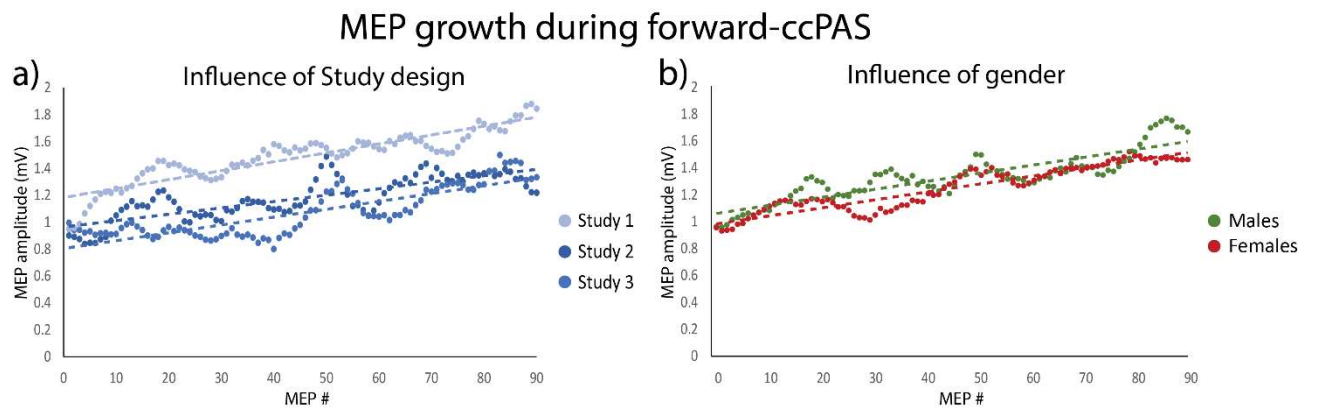 MEP growth during forward-ccPAS
a)
Influence of Study design
2
1.8
1.6
1.4
1.2
1
0.8
0.6
0.4
0.2
0
MEP amplitude (mV)
0 10 20 30 40 50 60 70 80 90
MEP #
Study 1
Study 2
Study 3
b)
Influence of gender
2
1.8
1.6
1.4
1.2
1
0.8
0.6
0.4
0.2
0
MEP amplitude (mV)
0 10 20 30 40 50 60 70 80 90
MEP #
Males
Females